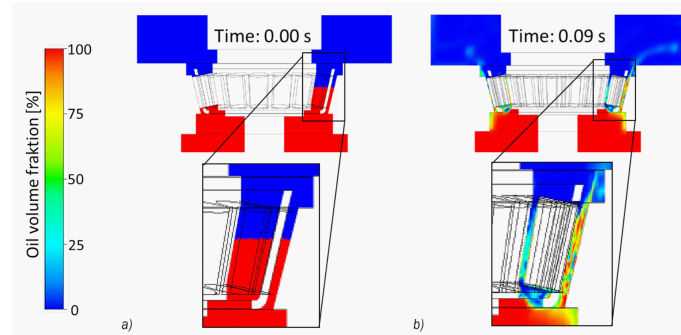 Oil volume fraktion [%]
100
75
50
25
0
Time: 0.00 s
a)
Time: 0.09 s
b)